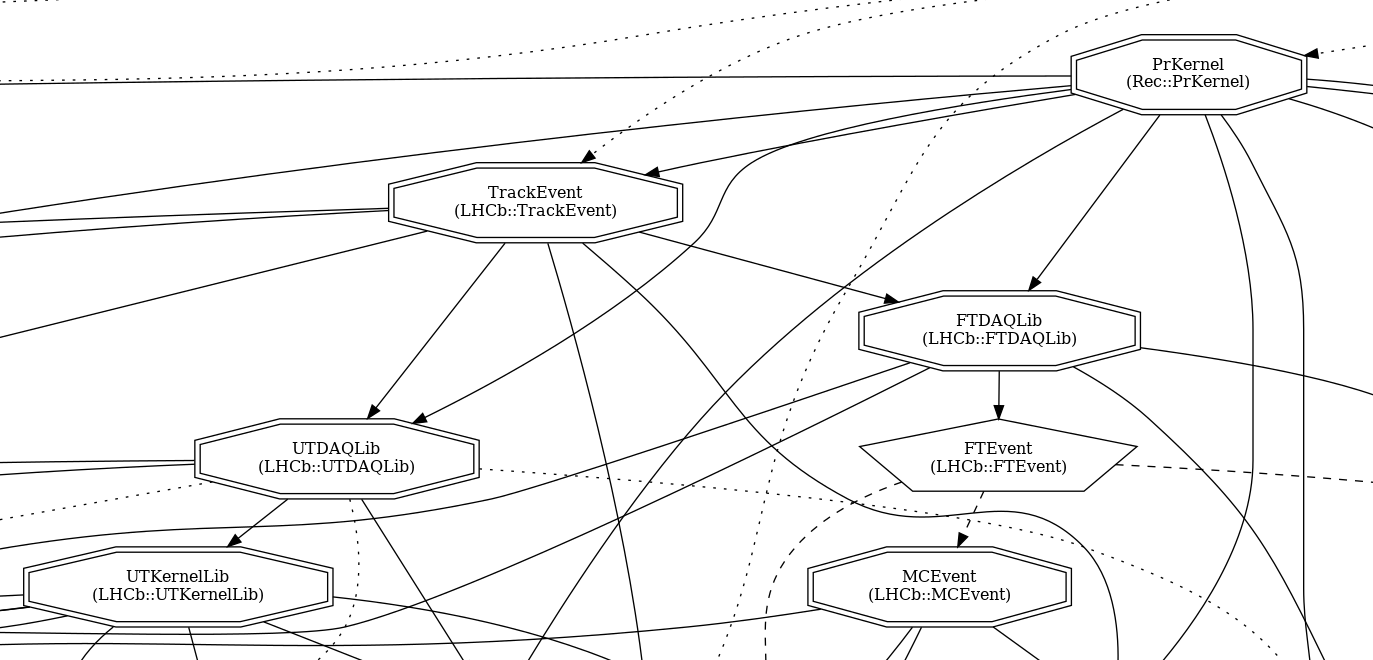 PrKernel
(Rec::PrKernel)
TrackEvent
(LHCb::TrackEvent)
FTDAQLib
(LHCb::FTDAQLib)
UTDAQLib
(LHCb::UTDAQLib)
FTEvent
(LHCb::FTEvent)
UTKernelLib
(LHCb::UTKernelLib)
MCEvent
(LHCb::MCEvent)